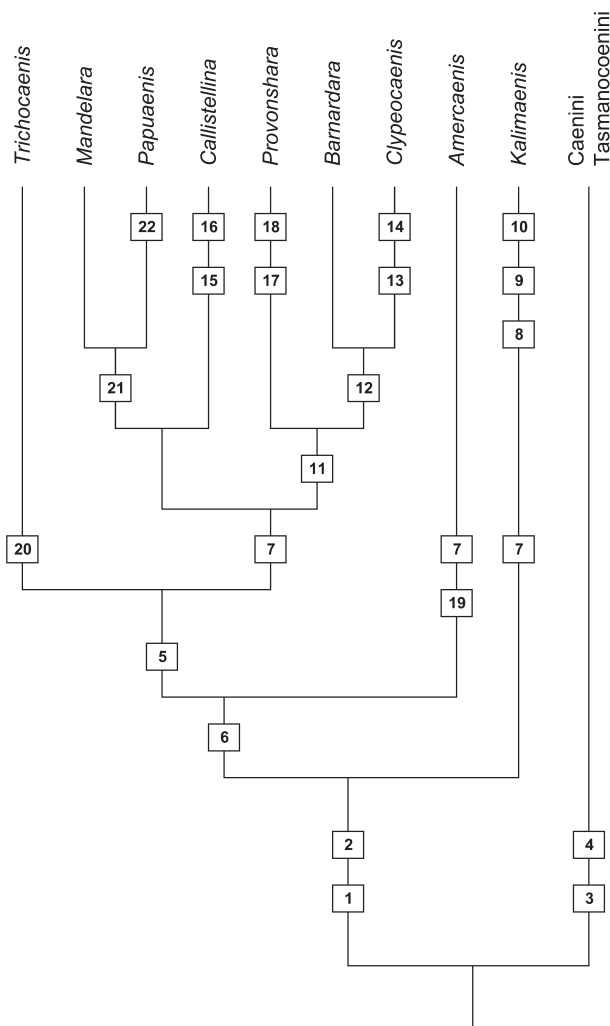 Trichocaenis
Mandelara
Papuaenis
Callistellina
Provonshara
Barnardara
Clypeocaenis
Amercaenis
Kalimaenis
Caenini
Tasmanocoenini
22 16 18 14 10
15 17 13 9
8
21 12
11
20 7 7 7
19
5
6
2 4
1 3